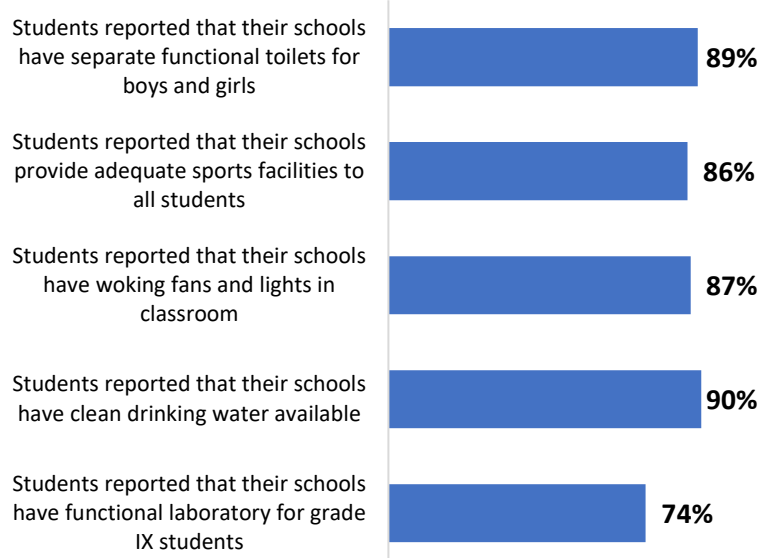 Students reported that their schools
have separate functional toilets for
boys and girls
89%
Students reported that their schools
provide adequate sports facilities to
all students
86%
Students reported that their schools
have woking fans and lights in
classroom
87%
Students reported that their schools
have clean drinking water available
90%
Students reported that their schools
have functional laboratory for grade
IX students
74%